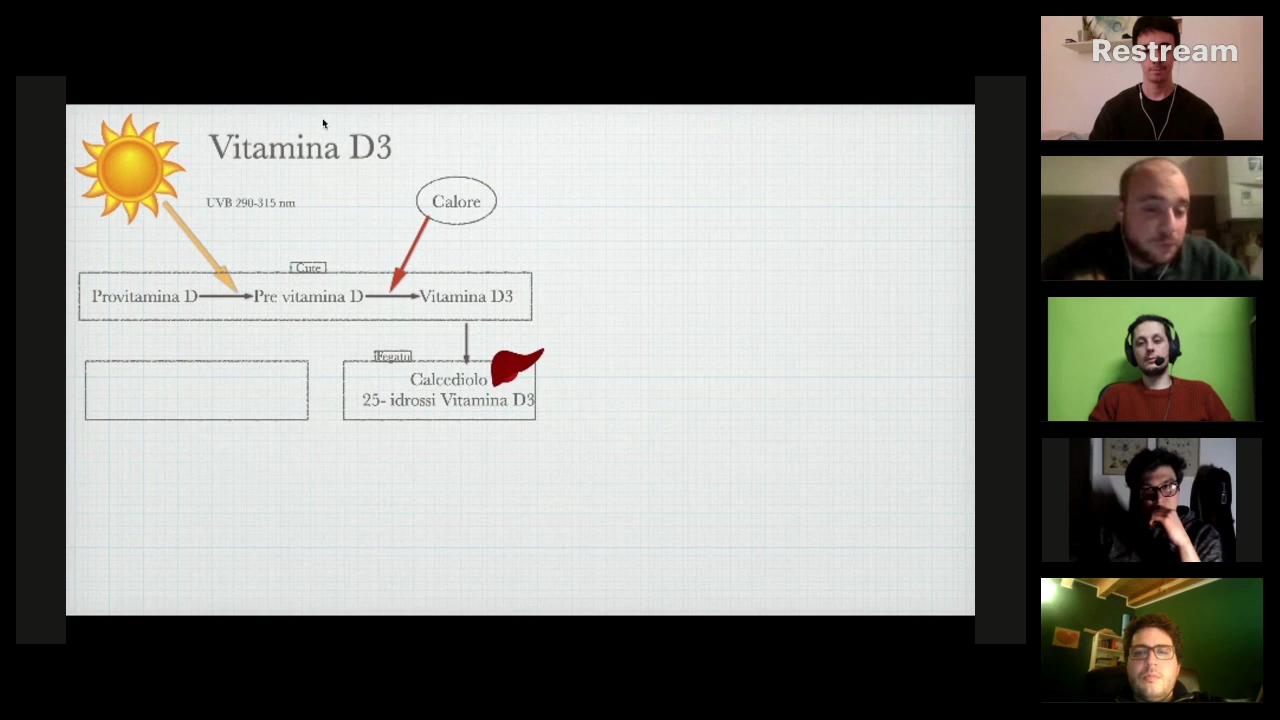 Restream
Vitamina D3
UVB 290-315 nm
Calore
Cute
Provitamina D
Pre vitamina D
Vitamina D3
Fegato
Calcediolo
25- idrossi Vitamina D3